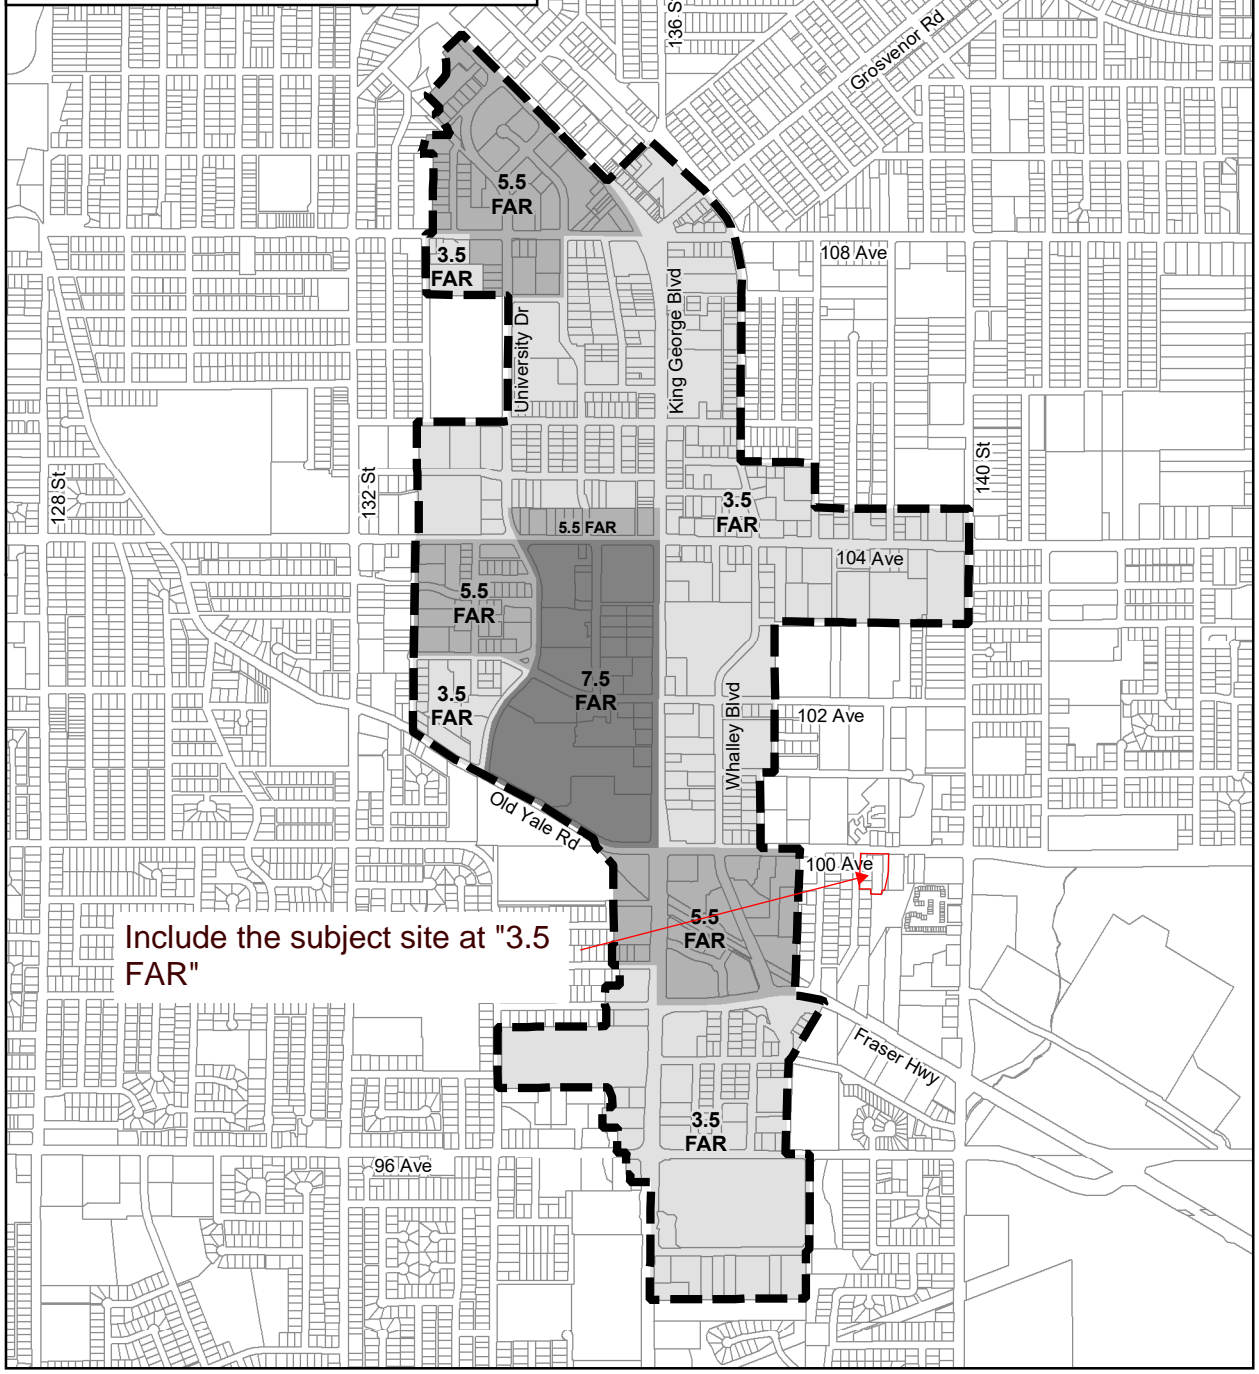 136 S
Grosvenor Rd
5.5
FAR
108 Ave
3.5
FAR
King George Blvd
University Dr
128 St
132 St
140 St
3.5
FAR
5.5 FAR
104 Ave
5.5
FAR
7.5
FAR
3.5
FAR
102 Ave
Whalley Blvd
Old Yale Rd
100 Ave
5.5
FAR
Include the subject site at "3.5
FAR"
Fraser Hwy
3.5
FAR
96 Ave